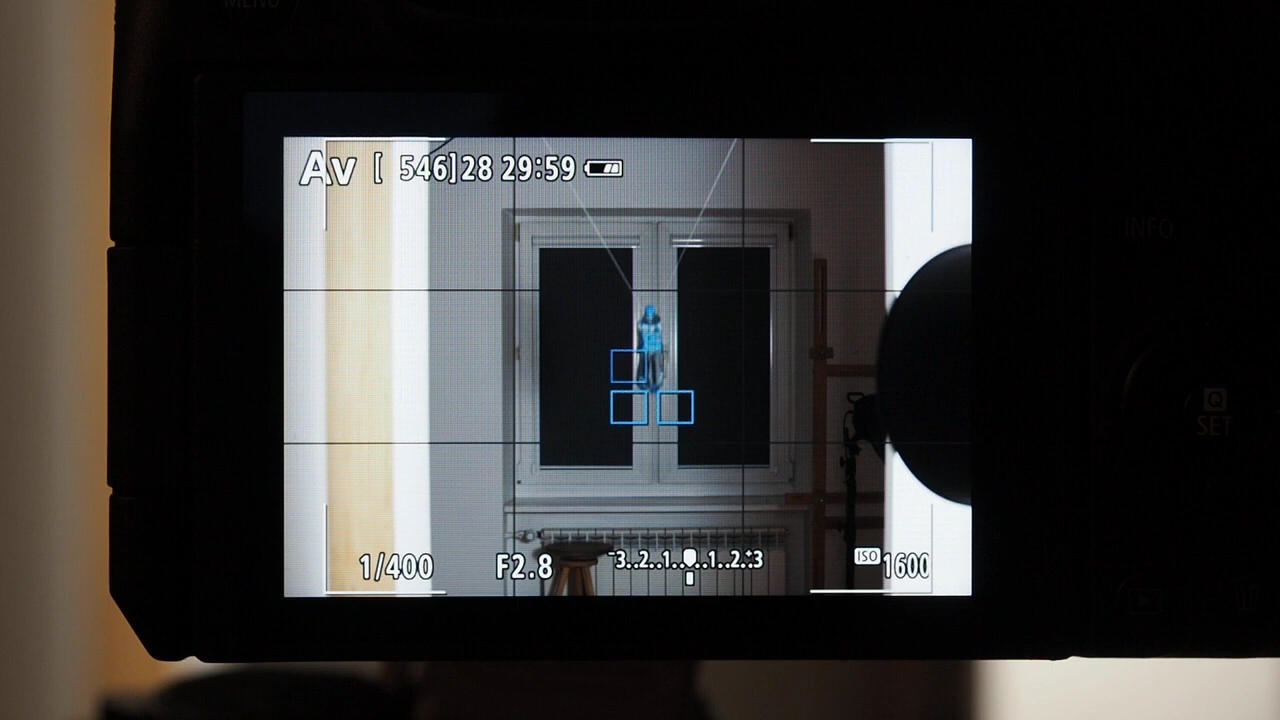 MENU
Av [ 546]28 29:59
INFO
Q
SET
1/400 F2.8 -3..2..1..0..1..2.+3 ISO 1600